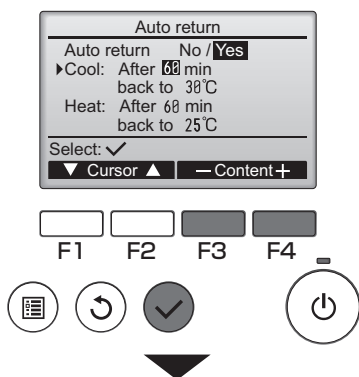 Auto return
Auto return No / Yes
▶Cool: After 60 min
back to 30℃
Heat: After 60 min
back to 25℃
Select: ✓
▼ Cursor ▲ — Content +
F1 F2 F3 F4